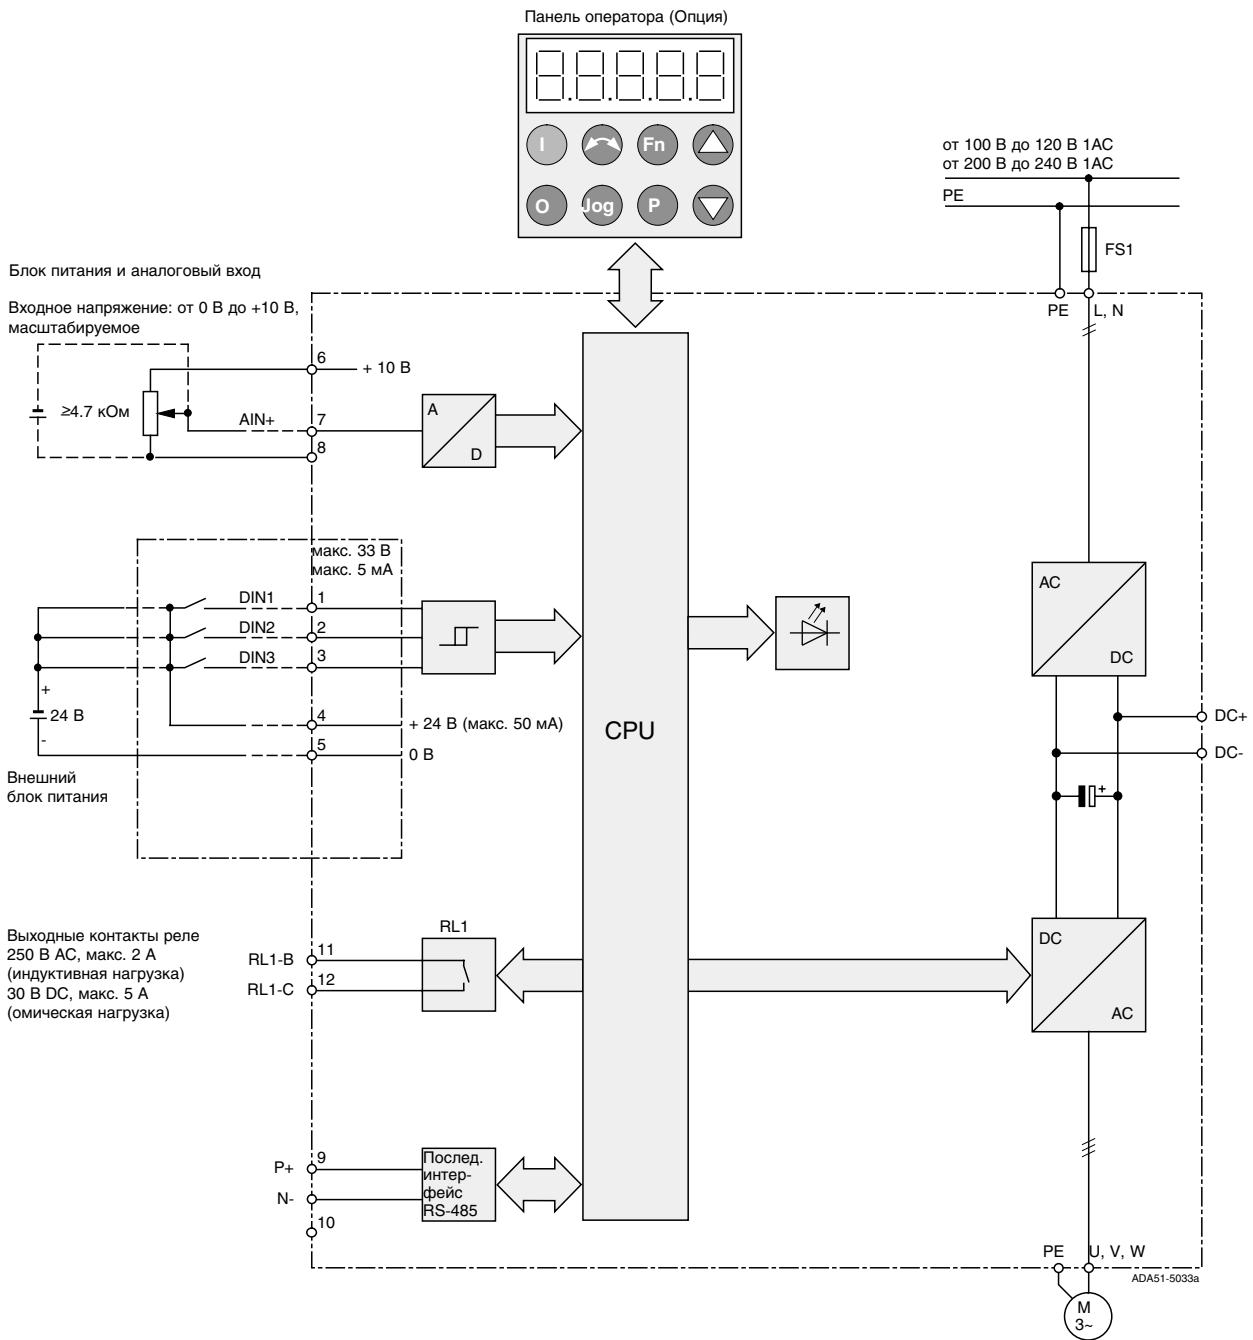 Панель оператора (Опция)
8.8.8.8.8
I
Fn
O
Jog
P
от 100 В до 120 В 1AC
от 200 В до 240 В 1AC
PE
FS1
PE
L, N
Блок питания и аналоговый вход
Входное напряжение: от 0 В до +10 В,
масштабируемое
6
+ 10 В
≥4.7 кОм
AIN+
7
8
A
D
макс. 33 В
макс. 5 мА
DIN1
1
DIN2
2
DIN3
3
+
24 В
-
4
+ 24 В (макс. 50 мА)
5
0 В
Внешний
блок питания
CPU
AC
DC
DC+
DC-
+
Выходные контакты реле
250 В AC, макс. 2 А
(индуктивная нагрузка)
30 В DC, макс. 5 А
(омическая нагрузка)
RL1
RL1-B
11
RL1-C
12
DC
AC
P+
9
N-
10
Послед.
интер-
фейс
RS-485
PE
U, V, W
ADA51-5033a
M
3~